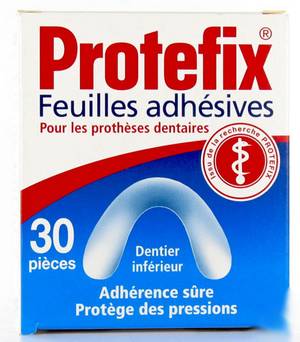 Protefix®
Feuilles adhésives
Pour les prothèses dentaires
Issu de la recherche PROTEFIX
30
pièces
Dentier
inférieur
Adhérence sûre
Protège des pressions